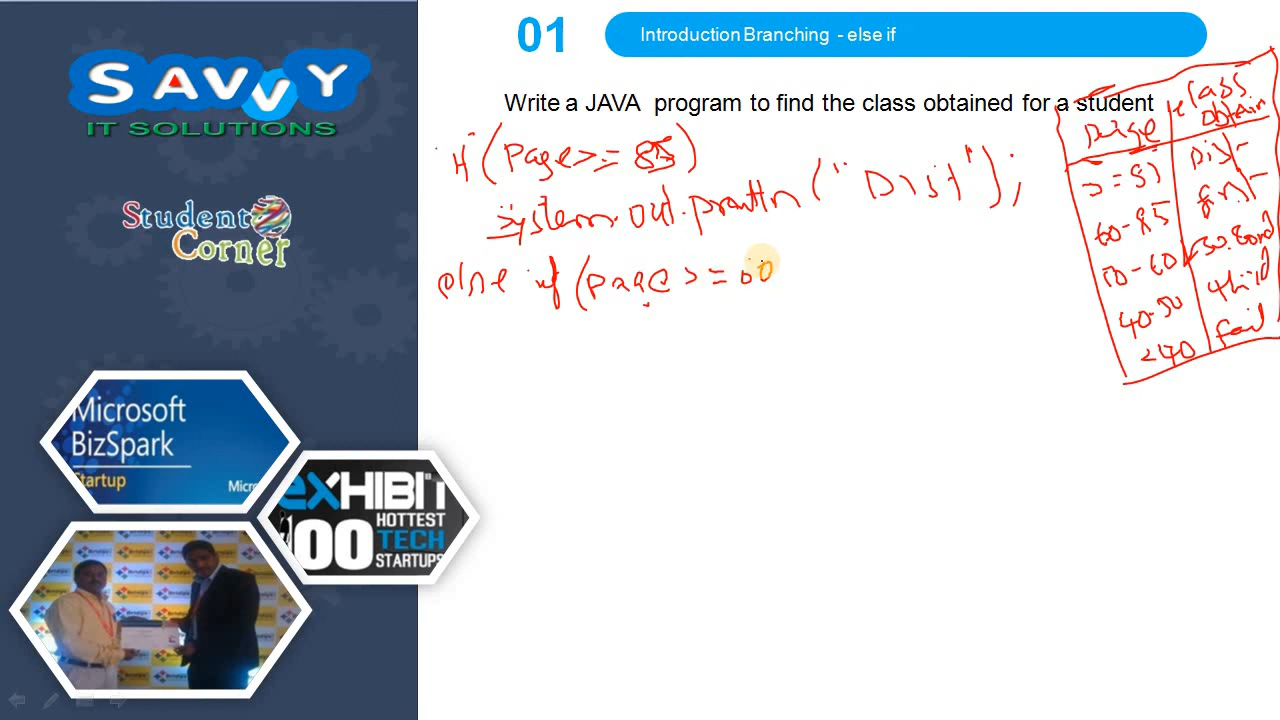 SAVVY
IT SOLUTIONS
Student
Corner
Microsoft
BizSpark
Startup
Micro
eXHIBIT
100 HOTTEST
TECH
STARTUPS
01
Introduction Branching - else if
Write a JAVA program to find the class obtained for a student
if (Page >= 85)
System.out.println("Dist");
else if (Page >= 60
class
obtain
Dist-
60-85 first-
50-60 second
40-50 third
<40 fail